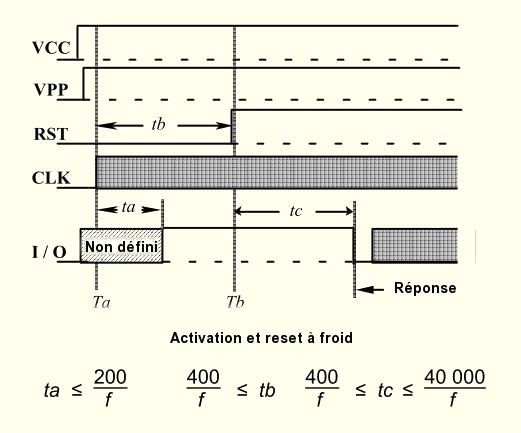 VCC
VPP
RST
tb
CLK
ta
tc
I / O
Non défini
Ta
Tb
Réponse
Activation et reset à froid
ta ≤ 200/f    400/f ≤ tb    400/f ≤ tc ≤ 40 000/f